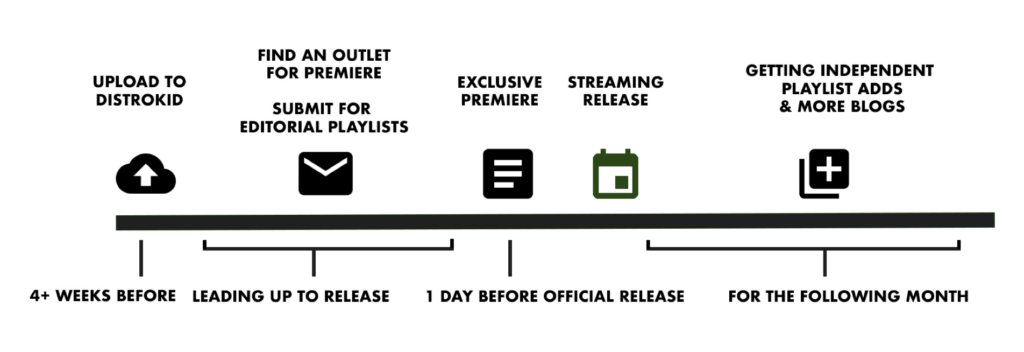 UPLOAD TO
DISTROKID
FIND AN OUTLET
FOR PREMIERE
SUBMIT FOR
EDITORIAL PLAYLISTS
EXCLUSIVE
PREMIERE
STREAMING
RELEASE
GETTING INDEPENDENT
PLAYLIST ADDS
& MORE BLOGS
4+ WEEKS BEFORE
LEADING UP TO RELEASE
1 DAY BEFORE OFFICIAL RELEASE
FOR THE FOLLOWING MONTH